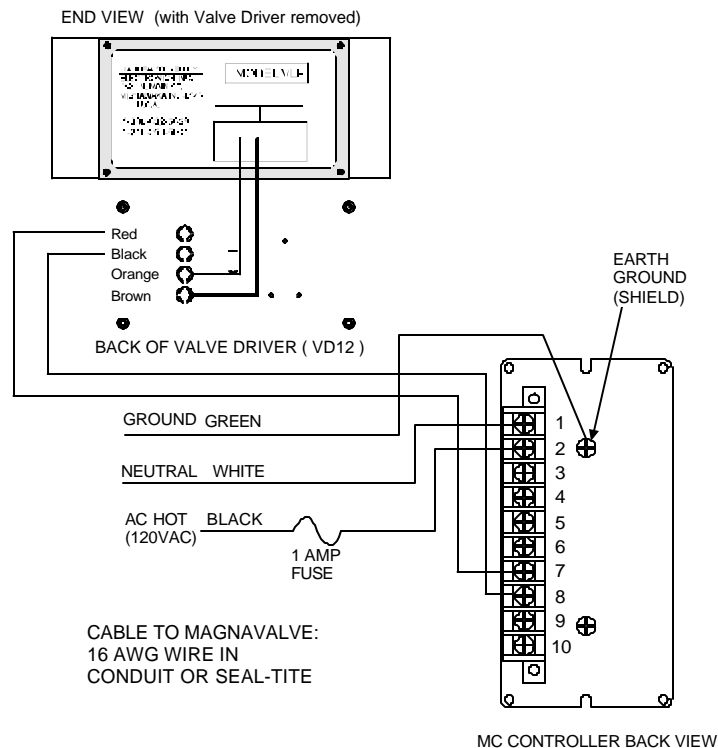 END VIEW (with Valve Driver removed)
Red
Black
Orange
Brown
BACK OF VALVE DRIVER ( VD12 )
EARTH
GROUND
(SHIELD)
GROUND GREEN
NEUTRAL WHITE
AC HOT BLACK
(120VAC)
1 AMP
FUSE
1
2
3
4
5
6
7
8
9
10
CABLE TO MAGNAVALVE:
16 AWG WIRE IN
CONDUIT OR SEAL-TITE
MC CONTROLLER BACK VIEW